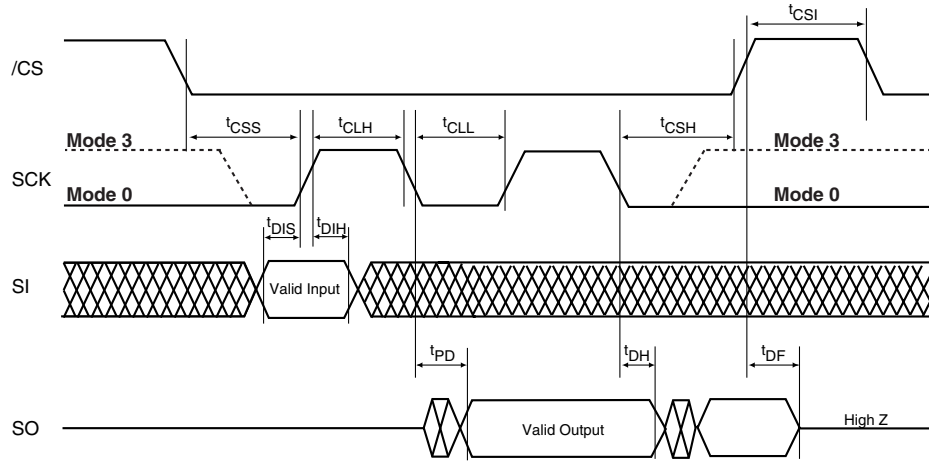 tCSI
/CS
tCSS
tCLH
tCLL
tCSH
Mode 3
Mode 3
SCK
Mode 0
Mode 0
tDIS
tDIH
SI
Valid Input
tPD
tDH
tDF
SO
Valid Output
High Z